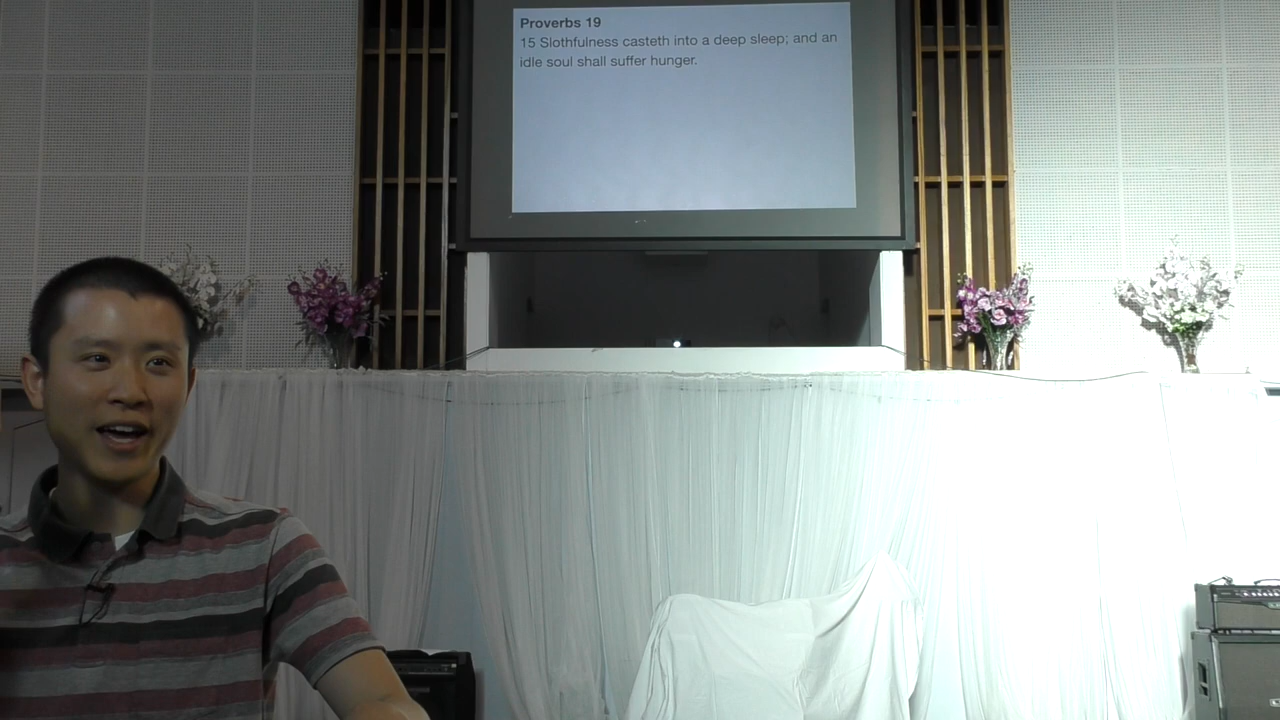 Proverbs 19
15 Slothfulness casteth into a deep sleep; and an
idle soul shall suffer hunger.